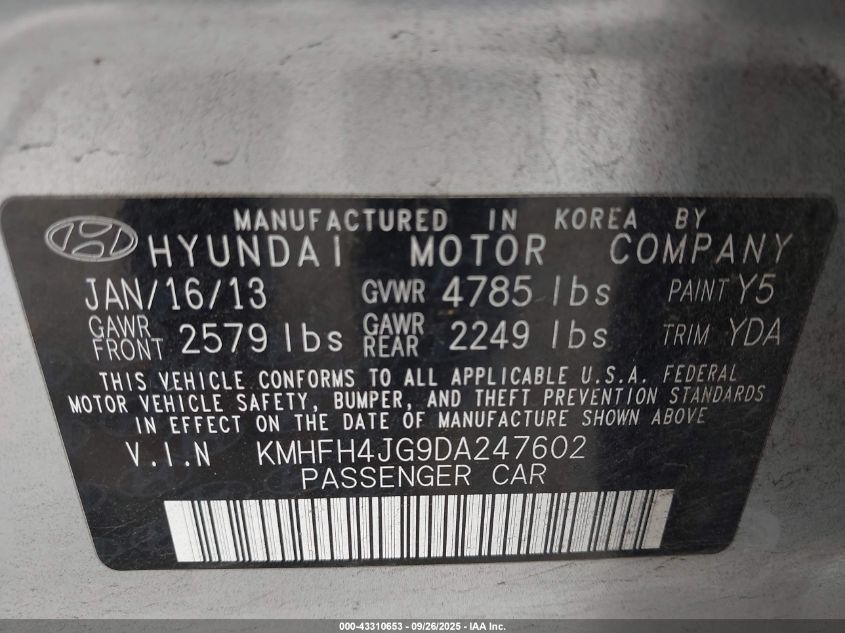 MANUFACTURED IN KOREA BY
HYUNDAI MOTOR COMPANY
JAN/16/13 GVWR 4785 lbs PAINT Y5
GAWR FRONT 2579 lbs GAWR REAR 2249 lbs TRIM YDA
THIS VEHICLE CONFORMS TO ALL APPLICABLE U.S.A. FEDERAL
MOTOR VEHICLE SAFETY, BUMPER, AND THEFT PREVENTION STANDARDS
IN EFFECT ON THE DATE OF MANUFACTURE SHOWN ABOVE
V.I.N KMHFH4JG9DA247602
PASSENGER CAR
000-43310653 - 09/26/2025 - IAA Inc.